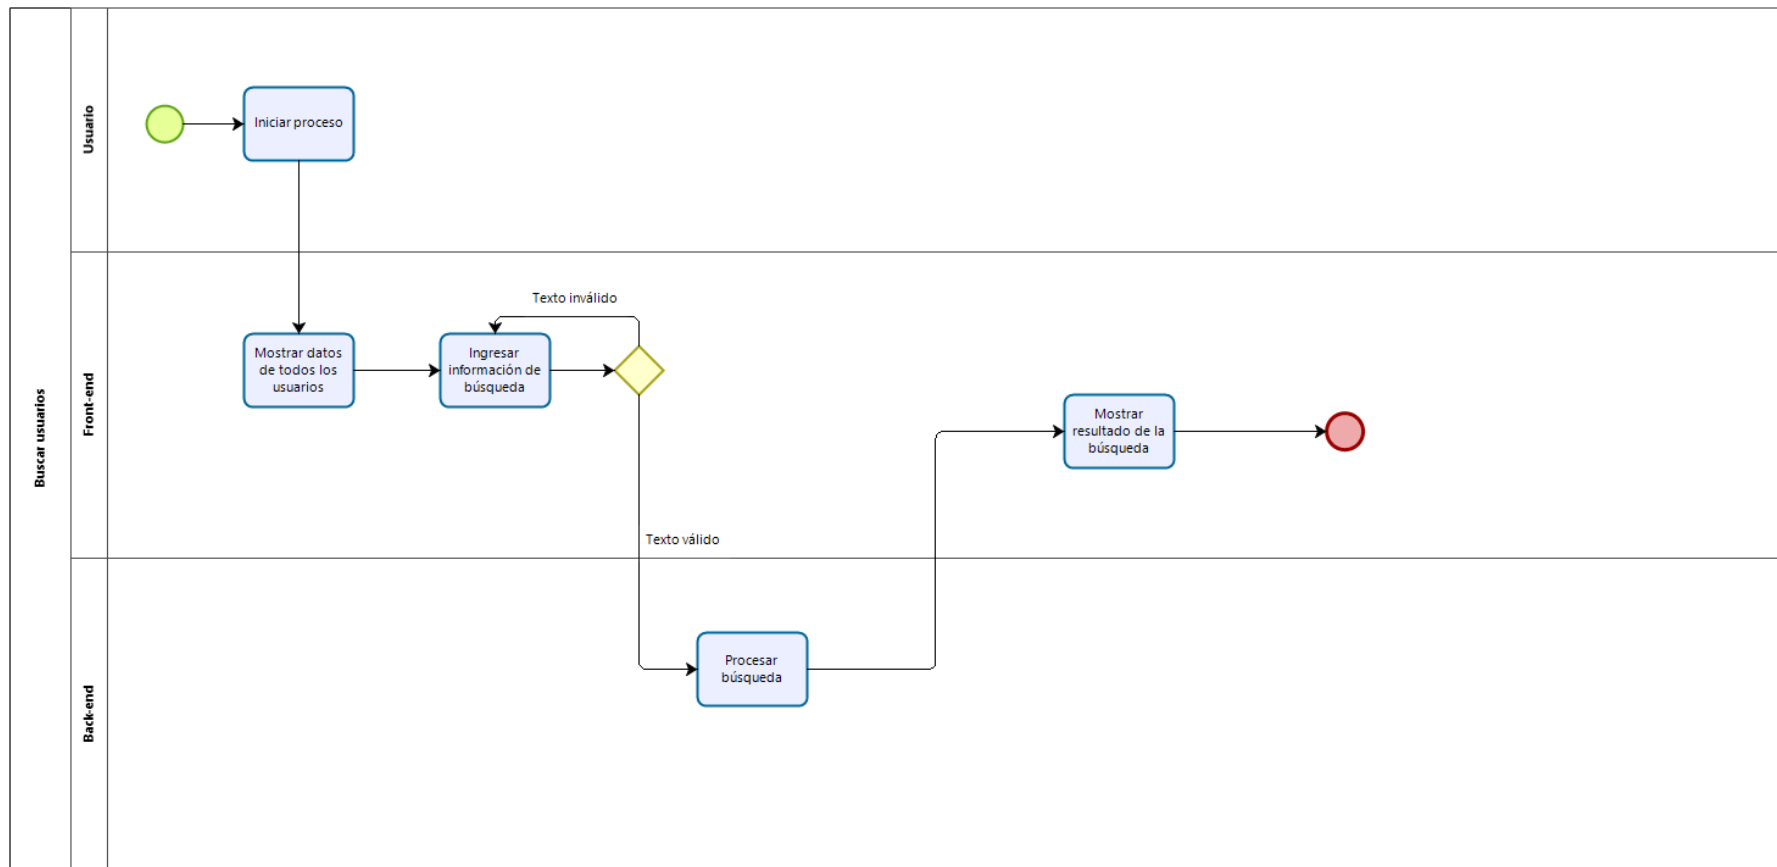 Buscar usuarios
Usuario
Iniciar proceso
Front-end
Texto inválido
Mostrar datos
de todos los
usuarios
Ingresar
información de
búsqueda
Mostrar
resultado de la
búsqueda
Texto válido
Back-end
Procesar
búsqueda